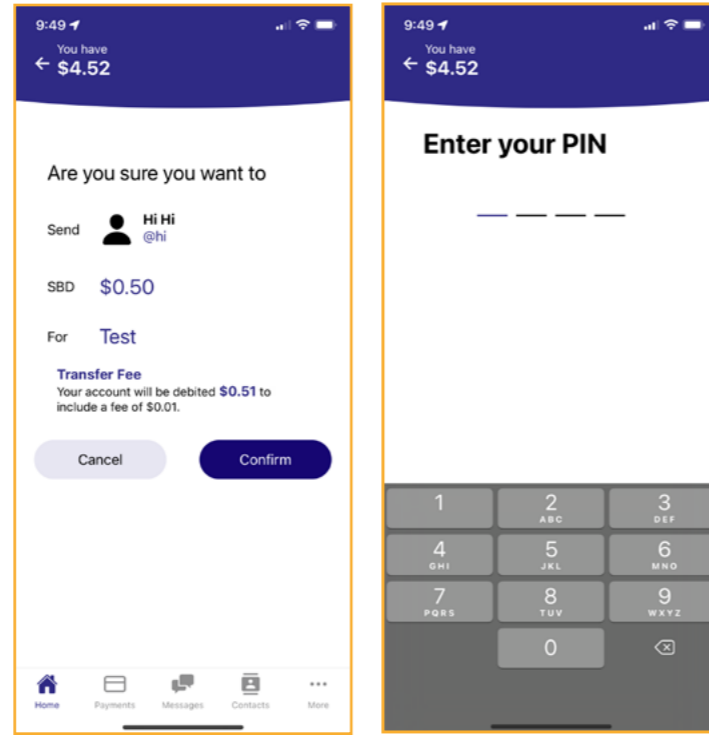 9:49
You have
$4.52
Are you sure you want to
Send
Hi Hi
@hi
SBD $0.50
For Test
Transfer Fee
Your account will be debited $0.51 to
include a fee of $0.01.
Cancel Confirm
Home Payments Messages Contacts More
9:49
You have
$4.52
Enter your PIN
1 2 3
ABC DEF
4 5 6
GHI JKL MNO
7 8 9
PQRS TUV WXYZ
0